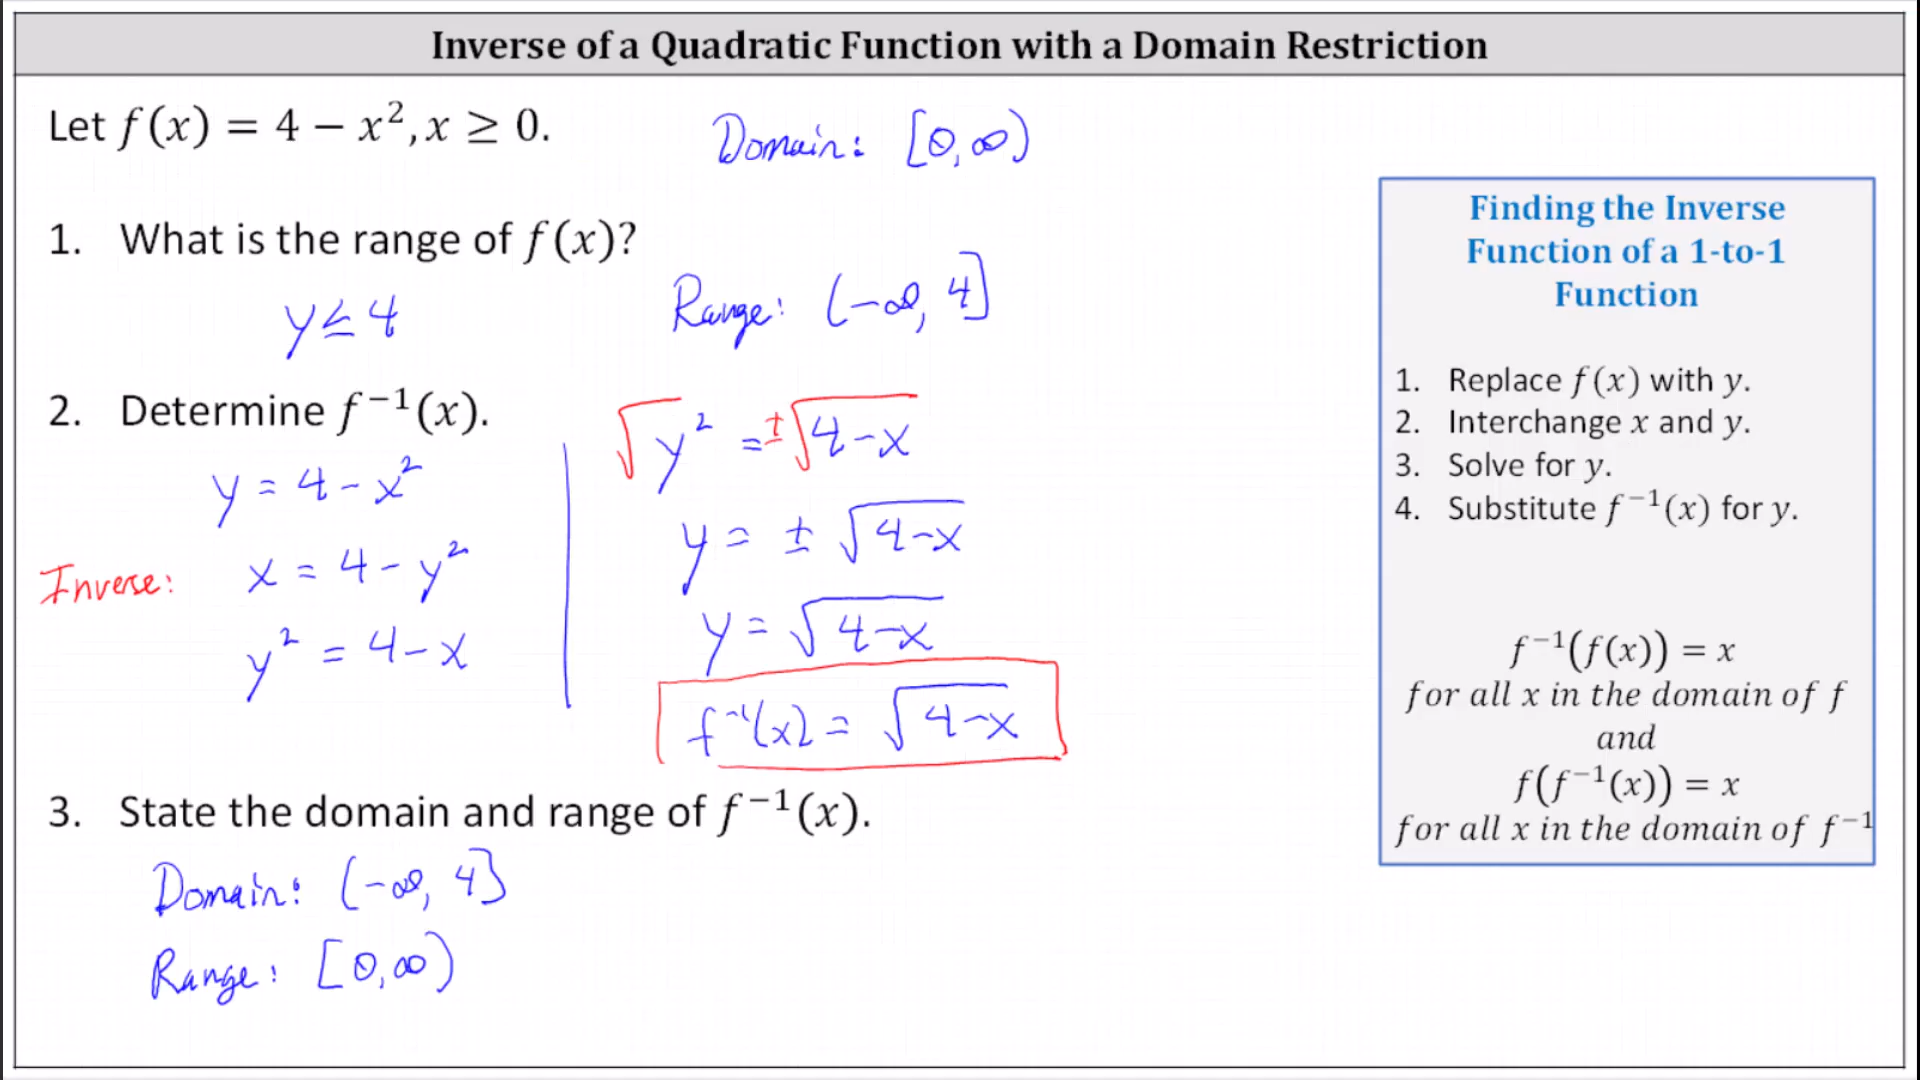 Inverse of a Quadratic Function with a Domain Restriction
Let f(x) = 4 − x², x ≥ 0.
Domain: [0, ∞)
1. What is the range of f(x)?
y ≤ 4
Range: (−∞, 4]
2. Determine f⁻¹(x).
y = 4 − x²
Inverse: x = 4 − y²
y² = 4 − x
√y² = ±√4−x
y = ± √4−x
y = √4−x
f⁻¹(x) = √4−x
3. State the domain and range of f⁻¹(x).
Domain: (−∞, 4]
Range: [0, ∞)
Finding the Inverse
Function of a 1-to-1
Function
1. Replace f(x) with y.
2. Interchange x and y.
3. Solve for y.
4. Substitute f⁻¹(x) for y.
f⁻¹(f(x)) = x
for all x in the domain of f
and
f(f⁻¹(x)) = x
for all x in the domain of f⁻¹